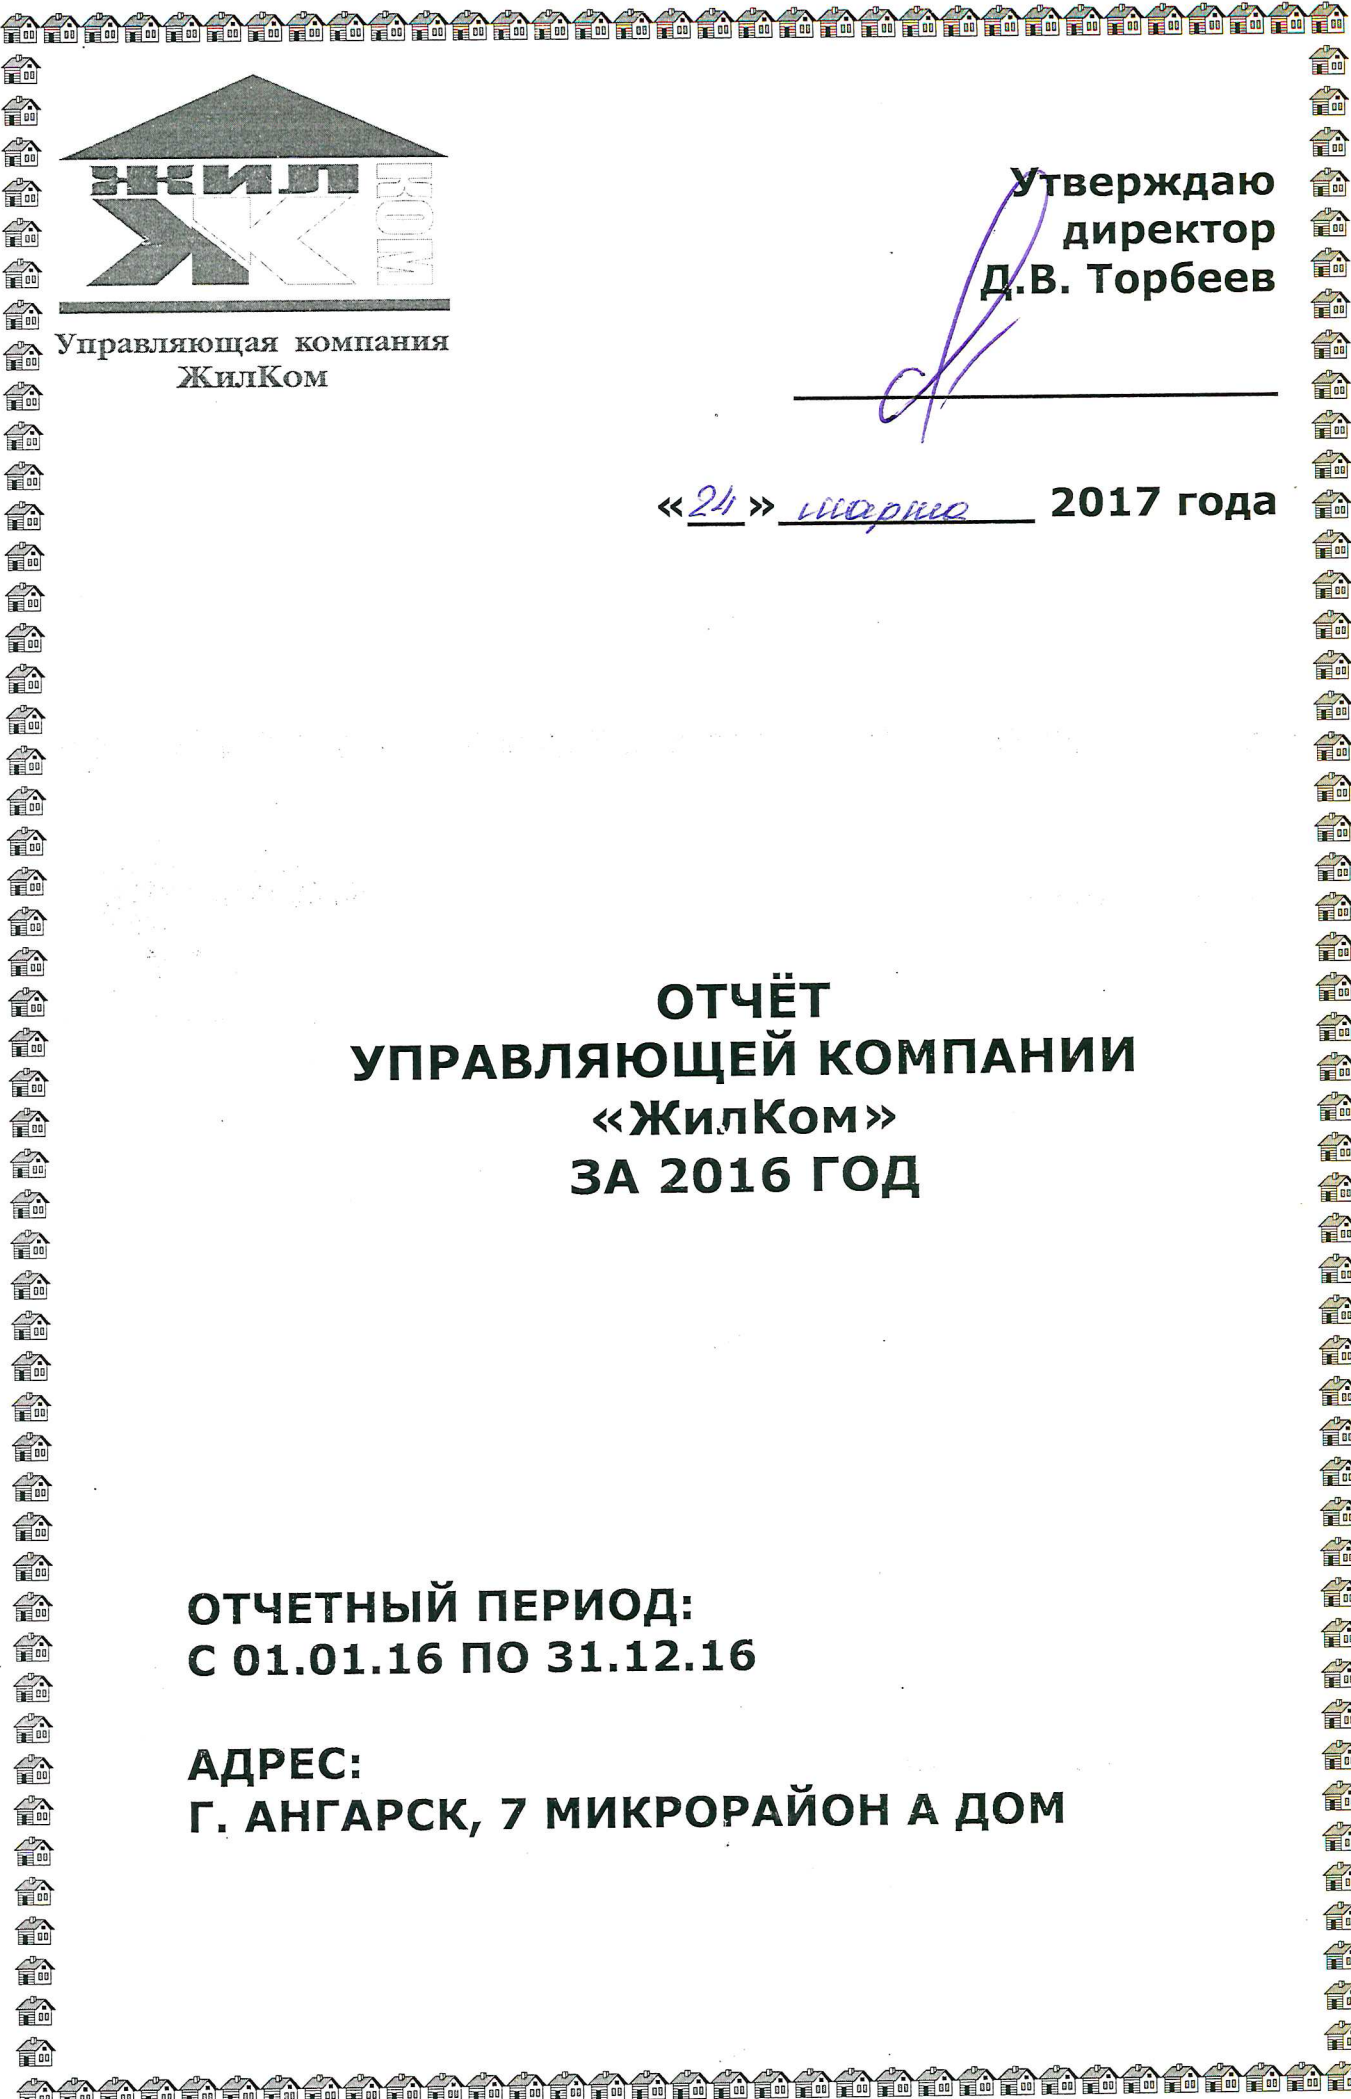 ЖИЛ
КОМ
ЖК
Управляющая компания
ЖилКом
Утверждаю
директор
Д.В. Торбеев
«24» марта 2017 года
ОТЧЁТ
УПРАВЛЯЮЩЕЙ КОМПАНИИ
«ЖилКом»
ЗА 2016 ГОД
ОТЧЕТНЫЙ ПЕРИОД:
С 01.01.16 ПО 31.12.16
АДРЕС:
Г. АНГАРСК, 7 МИКРОРАЙОН А ДОМ